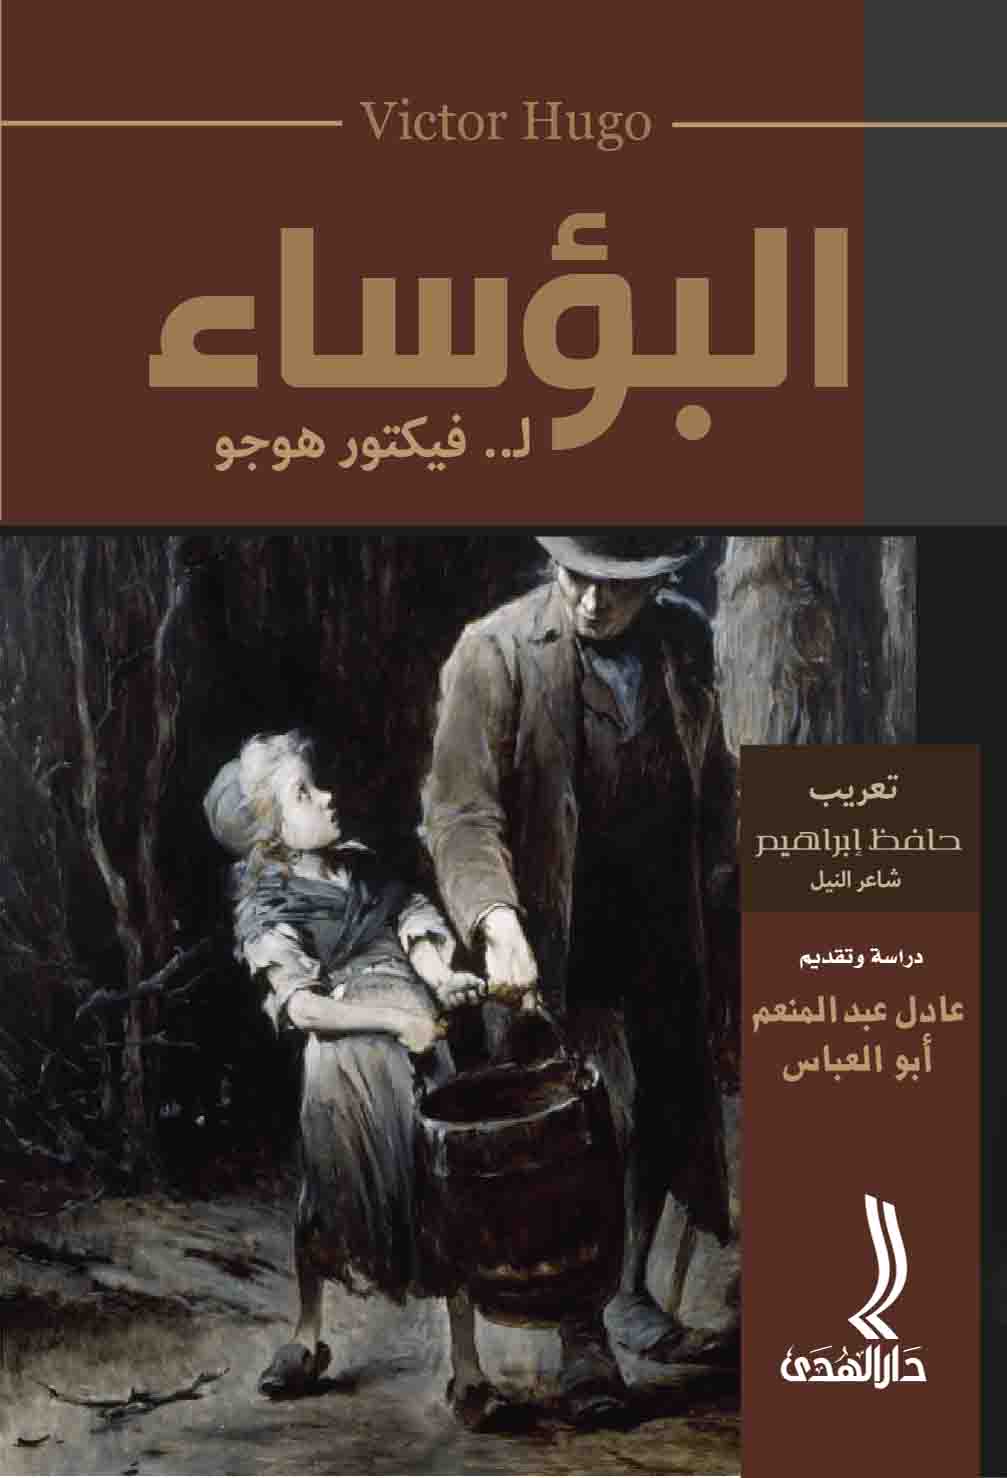 Victor Hugo
البؤساء
لـ.. فيكتور هوجو
تعريب
حافظ إبراهيم
شاعر النيل
دراسة وتقديم
عادل عبد المنعم
أبو العباس
دار الهدى